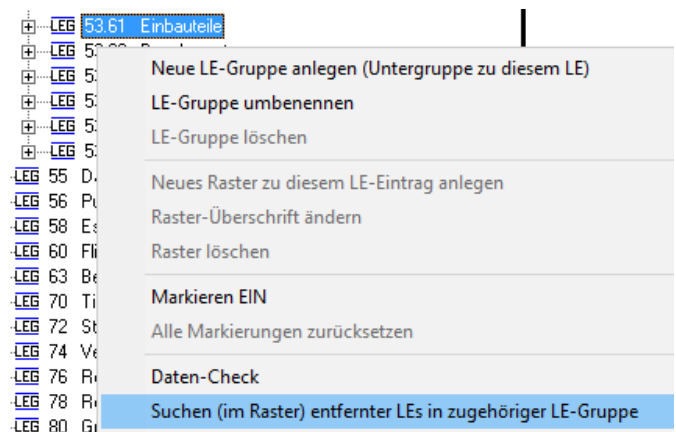 LEG 53.61 Einbauteile
LEG
LEG
LEG
LEG
LEG
LEG 55
LEG 56
LEG 58
LEG 60
LEG 63
LEG 70
LEG 72
LEG 74
LEG 76
LEG 78
LEG 80
Neue LE-Gruppe anlegen (Untergruppe zu diesem LE)
LE-Gruppe umbenennen
LE-Gruppe löschen
Neues Raster zu diesem LE-Eintrag anlegen
Raster-Überschrift ändern
Raster löschen
Markieren EIN
Alle Markierungen zurücksetzen
Daten-Check
Suchen (im Raster) entfernter LEs in zugehöriger LE-Gruppe